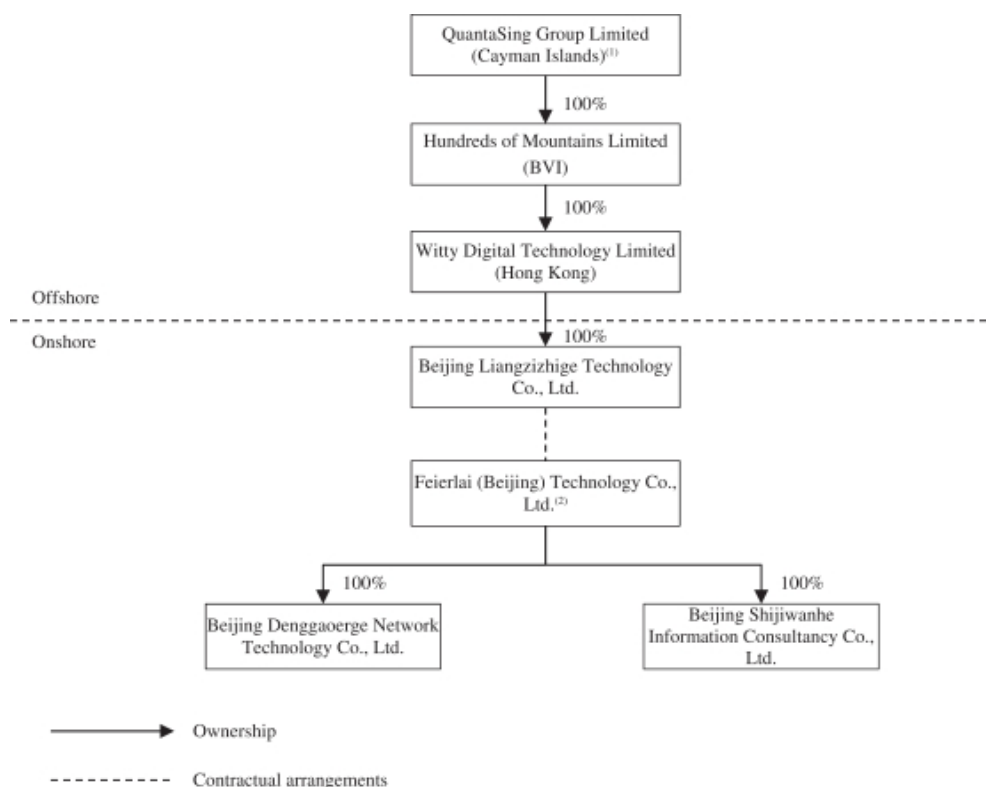 QuantaSing Group Limited
(Cayman Islands)(1)
100%
Hundreds of Mountains Limited
(BVI)
100%
Witty Digital Technology Limited
(Hong Kong)
Offshore
Onshore
100%
Beijing Liangzizhige Technology
Co., Ltd.
Feierlai (Beijing) Technology Co.,
Ltd.(2)
100%
100%
Beijing Denggaoerge Network
Technology Co., Ltd.
Beijing Shijiwanhe
Information Consultancy Co.,
Ltd.
Ownership
Contractual arrangements